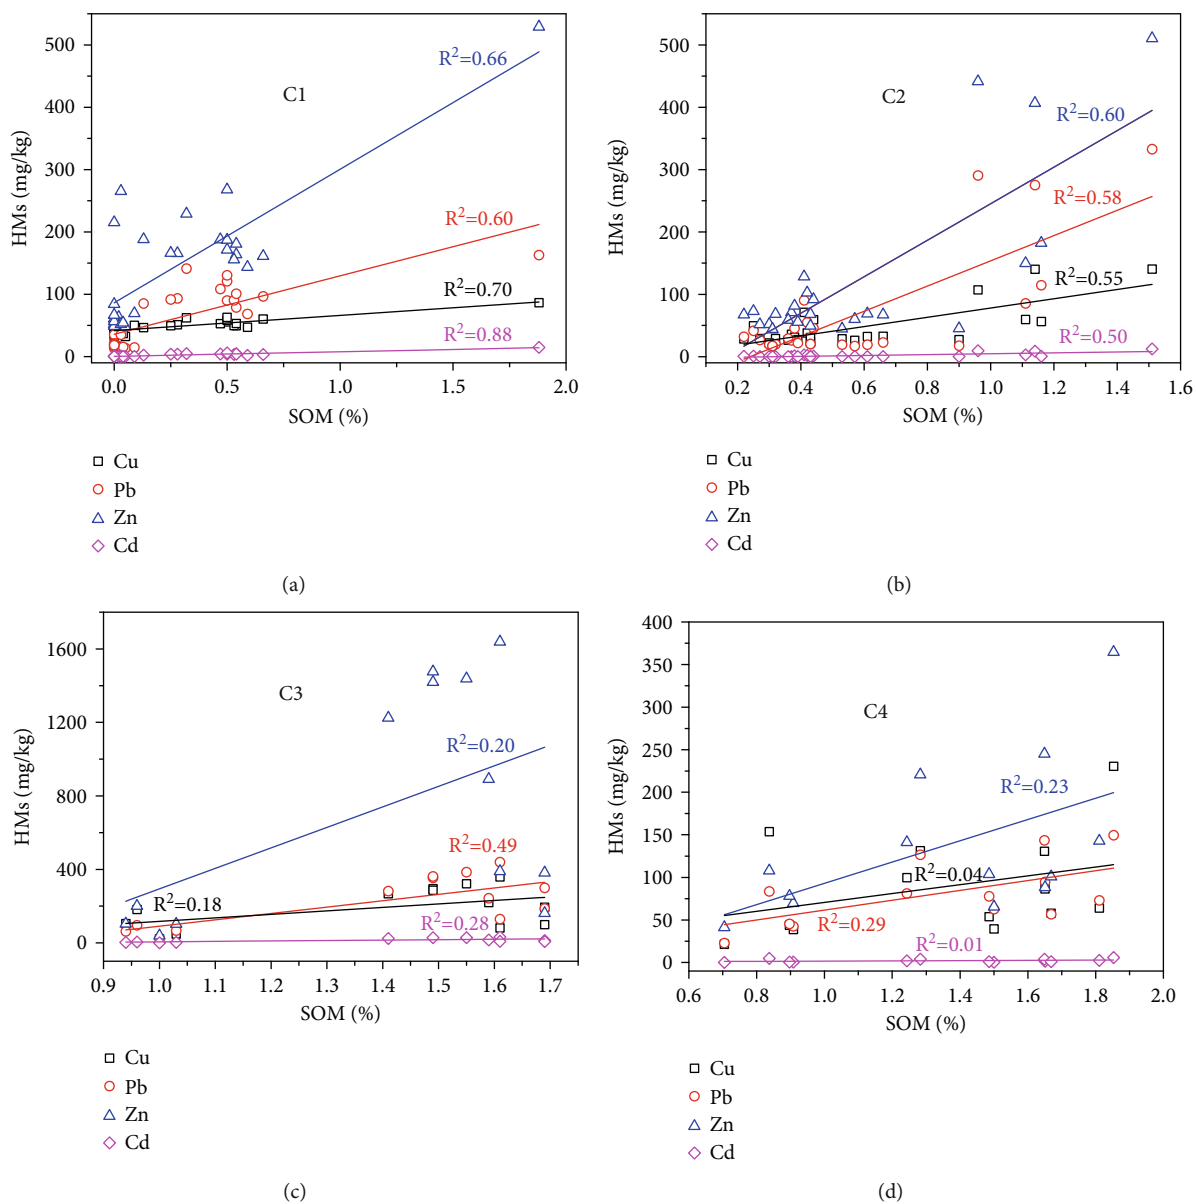 500
400
300
200
100
0
HMs (mg/kg)
R²=0.66
C1
R²=0.60
R²=0.70
R²=0.88
0.0 0.5 1.0 1.5 2.0
SOM (%)
Cu
Pb
Zn
Cd
(a)
500
400
300
200
100
0
HMs (mg/kg)
C2
R²=0.60
R²=0.58
R²=0.55
R²=0.50
0.2 0.4 0.6 0.8 1.0 1.2 1.4 1.6
SOM (%)
Cu
Pb
Zn
Cd
(b)
1600
1200
800
400
0
HMs (mg/kg)
C3
R²=0.20
R²=0.49
R²=0.18
R²=0.28
0.9 1.0 1.1 1.2 1.3 1.4 1.5 1.6 1.7
SOM (%)
Cu
Pb
Zn
Cd
(c)
400
350
300
250
200
150
100
50
0
HMs (mg/kg)
C4
R²=0.23
R²=0.04
R²=0.29
R²=0.01
0.6 0.8 1.0 1.2 1.4 1.6 1.8 2.0
SOM (%)
Cu
Pb
Zn
Cd
(d)